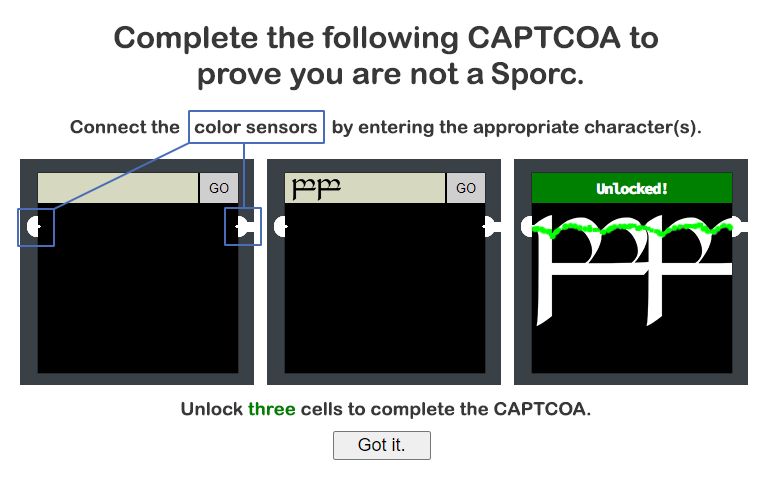 Complete the following CAPTCOA to
prove you are not a Sporc.
Connect the color sensors by entering the appropriate character(s).
GO
GO
Unlocked!
Unlock three cells to complete the CAPTCOA.
Got it.